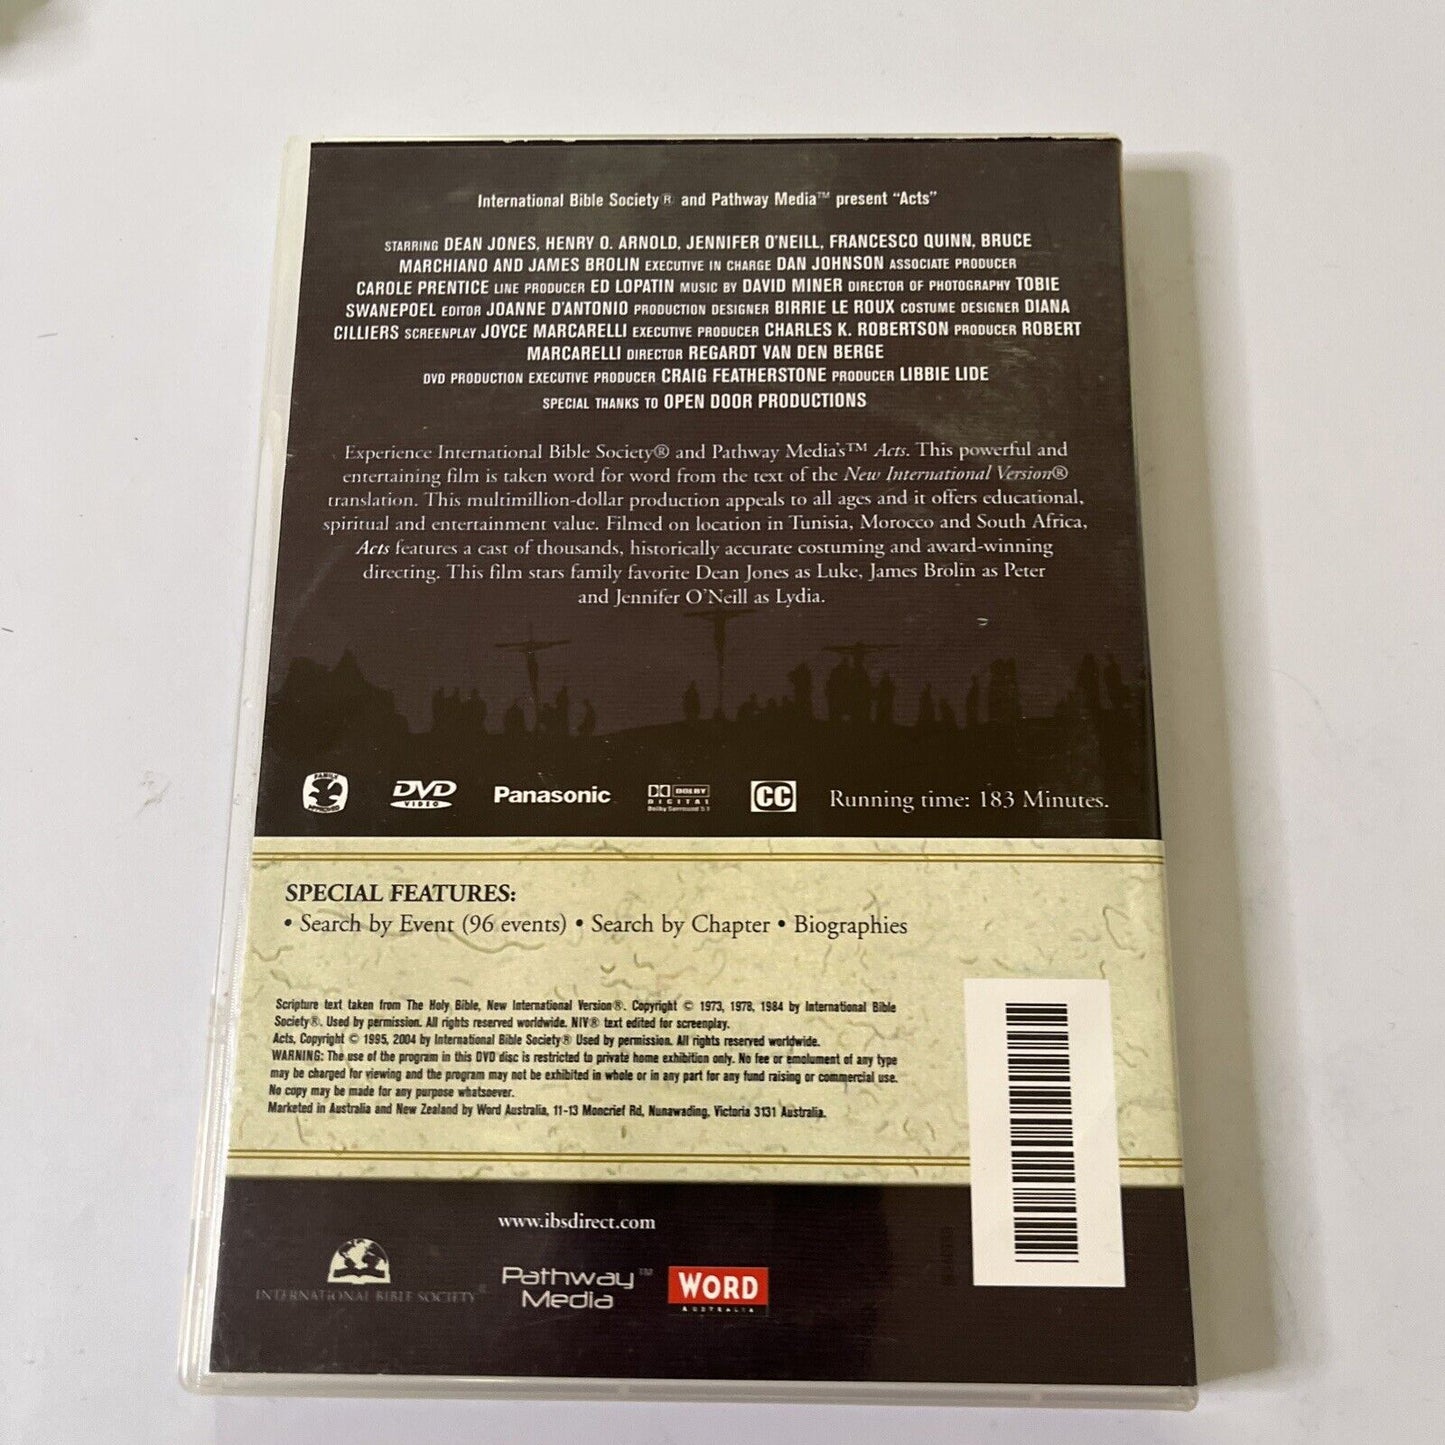 International Bible Society® and Pathway Media™ present “Acts”
STARRING DEAN JONES, HENRY O. ARNOLD, JENNIFER O'NEILL, FRANCESCO QUINN, BRUCE
MARCHIANO AND JAMES BROLIN EXECUTIVE IN CHARGE DAN JOHNSON ASSOCIATE PRODUCER
CAROLE PRENTICE LINE PRODUCER ED LOPATIN MUSIC BY DAVID MINER DIRECTOR OF PHOTOGRAPHY TOBIE
SWANEPOEL EDITOR JOANNE D'ANTONIO PRODUCTION DESIGNER BIRRIE LE ROUX COSTUME DESIGNER DIANA
CILLIERS SCREENPLAY JOYCE MARCARELLI EXECUTIVE PRODUCER CHARLES K. ROBERTSON PRODUCER ROBERT
MARCARELLI DIRECTOR REGARDT VAN DEN BERGE
DVD PRODUCTION EXECUTIVE PRODUCER CRAIG FEATHERSTONE PRODUCER LIBBIE LIDE
SPECIAL THANKS TO OPEN DOOR PRODUCTIONS
Experience International Bible Society® and Pathway Media's™ Acts. This powerful and
entertaining film is taken word for word from the text of the New International Version®
translation. This multimillion-dollar production appeals to all ages and it offers educational,
spiritual and entertainment value. Filmed on location in Tunisia, Morocco and South Africa,
Acts features a cast of thousands, historically accurate costuming and award-winning
directing. This film stars family favorite Dean Jones as Luke, James Brolin as Peter
and Jennifer O'Neill as Lydia.
FAMILY
APPROVED
DVD
VIDEO
Panasonic
DOLBY
DIGITAL
Dolby Surround 5.1
CC
Running time: 183 Minutes.
SPECIAL FEATURES:
• Search by Event (96 events) • Search by Chapter • Biographies
Scripture text taken from The Holy Bible, New International Version®. Copyright © 1973, 1978, 1984 by International Bible
Society®. Used by permission. All rights reserved worldwide. NIV® text edited for screenplay.
Acts, Copyright © 1995, 2004 by International Bible Society® Used by permission. All rights reserved worldwide.
WARNING: The use of the program in this DVD disc is restricted to private home exhibition only. No fee or emolument of any type
may be charged for viewing and the program may not be exhibited in whole or in any part for any fund raising or commercial use.
No copy may be made for any purpose whatsoever.
Marketed in Australia and New Zealand by Word Australia, 11-13 Moncrief Rd, Nunawading, Victoria 3131 Australia.
www.ibsdirect.com
INTERNATIONAL BIBLE SOCIETY®
Pathway™
Media
WORD
AUSTRALIA